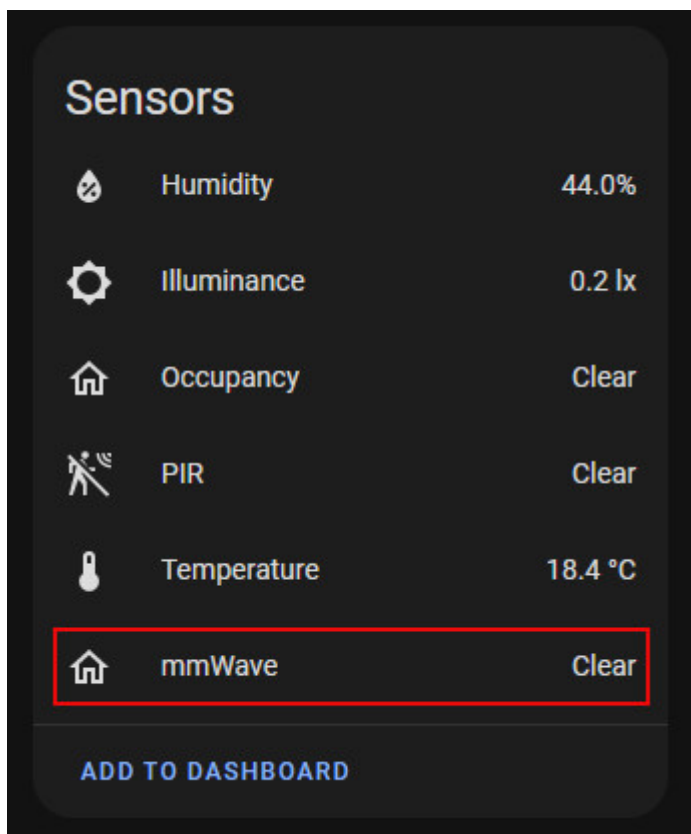 Sensors
Humidity 44.0%
Illuminance 0.2 lx
Occupancy Clear
PIR Clear
Temperature 18.4 °C
mmWave Clear
ADD TO DASHBOARD